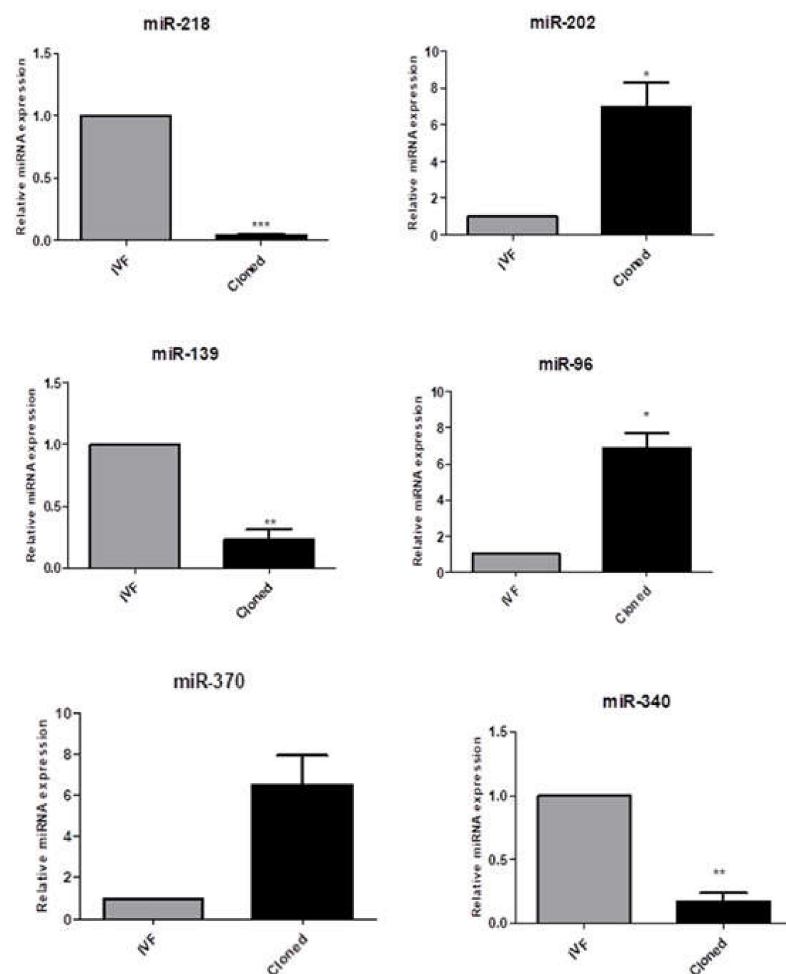 miR-218
Relative miRNA expression
1.5
1.0
0.5
0.0
***
IVF
Cloned
miR-202
Relative miRNA expression
10
8
6
4
2
0
*
IVF
Cloned
miR-139
Relative miRNA expression
1.5
1.0
0.5
0.0
**
IVF
Cloned
miR-96
Relative miRNA expression
10
8
6
4
2
0
*
IVF
Cloned
miR-370
Relative miRNA expression
10
8
6
4
2
0
IVF
Cloned
miR-340
Relative miRNA expression
1.5
1.0
0.5
0.0
**
IVF
Cloned